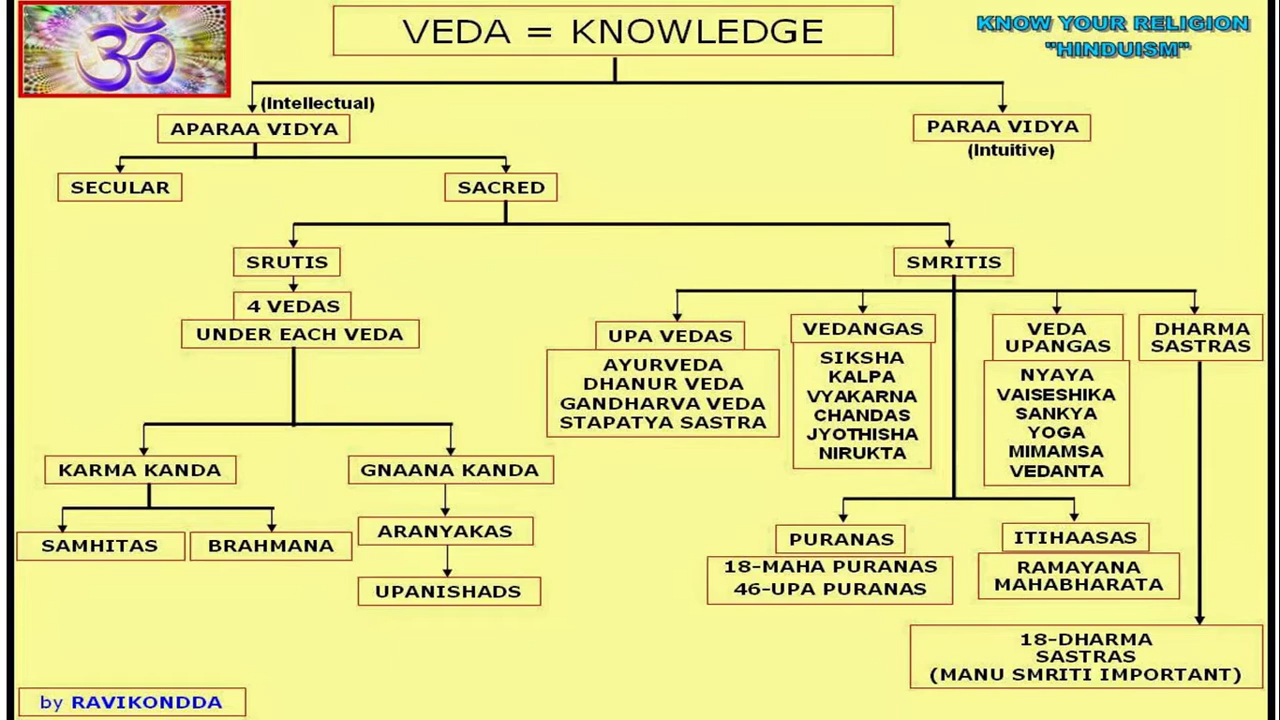 VEDA = KNOWLEDGE
KNOW YOUR RELIGION
"HINDUISM"
(Intellectual)
APARAA VIDYA
PARAA VIDYA
(Intuitive)
SECULAR
SACRED
SRUTIS
SMRITIS
4 VEDAS
UNDER EACH VEDA
UPA VEDAS
AYURVEDA
DHANUR VEDA
GANDHARVA VEDA
STAPATYA SASTRA
VEDANGAS
SIKSHA
KALPA
VYAKARNA
CHANDAS
JYOTHISHA
NIRUKTA
VEDA
UPANGAS
NYAYA
VAISESHIKA
SANKYA
YOGA
MIMAMSA
VEDANTA
DHARMA
SASTRAS
KARMA KANDA
GNAANA KANDA
SAMHITAS
BRAHMANA
ARANYAKAS
UPANISHADS
PURANAS
18-MAHA PURANAS
46-UPA PURANAS
ITIHAASAS
RAMAYANA
MAHABHARATA
18-DHARMA
SASTRAS
(MANU SMRITI IMPORTANT)
by RAVIKONDDA
ॐ